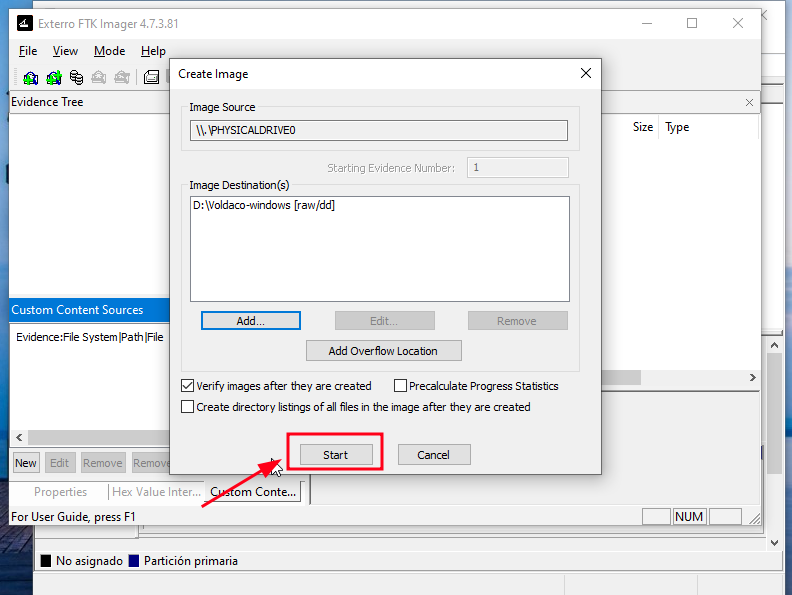 Exterro FTK Imager 4.7.3.81
File View Mode Help
Evidence Tree
Size Type
Create Image
Image Source
\\.\PHYSICALDRIVE0
Starting Evidence Number: 1
Image Destination(s)
D:\Voldaco-windows [raw/dd]
Custom Content Sources
Evidence:File System|Path|File
Add... Edit... Remove
Add Overflow Location
Verify images after they are created
Precalculate Progress Statistics
Create directory listings of all files in the image after they are created
Start Cancel
New Edit Remove Remove
Properties Hex Value Inter... Custom Conte...
For User Guide, press F1
NUM
No asignado Partición primaria